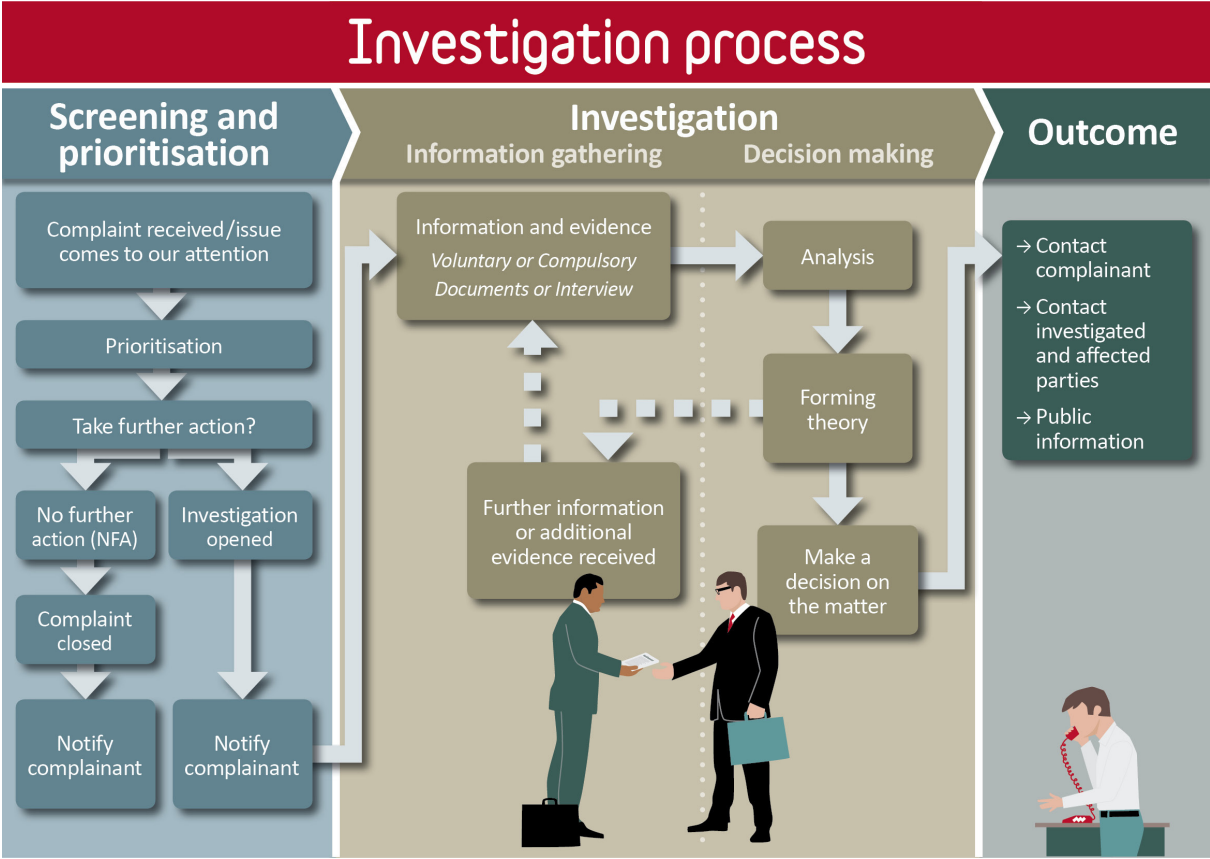 Investigation process
Screening and
prioritisation
Complaint received/issue
comes to our attention
Prioritisation
Take further action?
No further
action (NFA)
Investigation
opened
Complaint
closed
Notify
complainant
Notify
complainant
Investigation
Information gathering
Decision making
Information and evidence
Voluntary or Compulsory
Documents or Interview
Analysis
Forming
theory
Further information
or additional
evidence received
Make a
decision on
the matter
Outcome
→ Contact
complainant
→ Contact
investigated
and affected
parties
→ Public
information